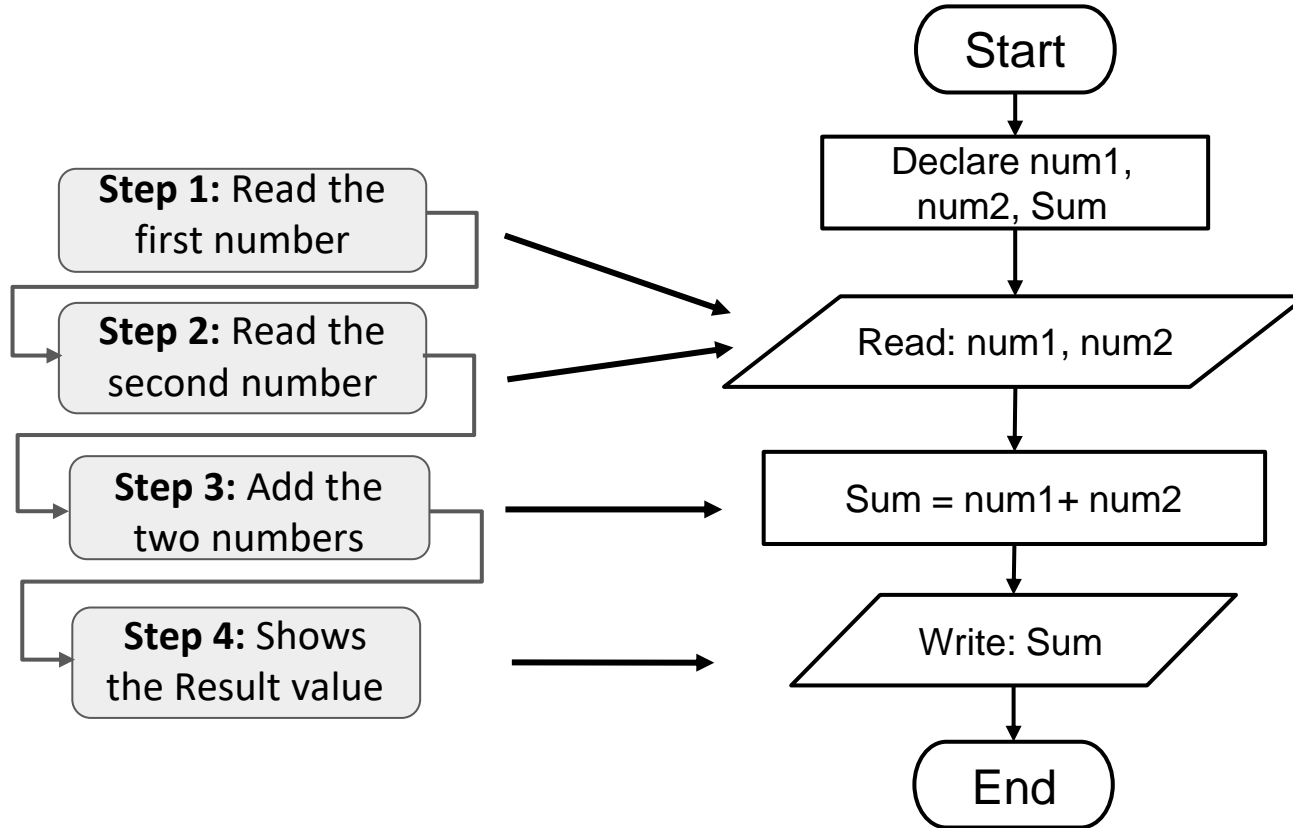 Step 1: Read the
first number
Step 2: Read the
second number
Step 3: Add the
two numbers
Step 4: Shows
the Result value
Start
Declare num1,
num2, Sum
Read: num1, num2
Sum = num1+ num2
Write: Sum
End